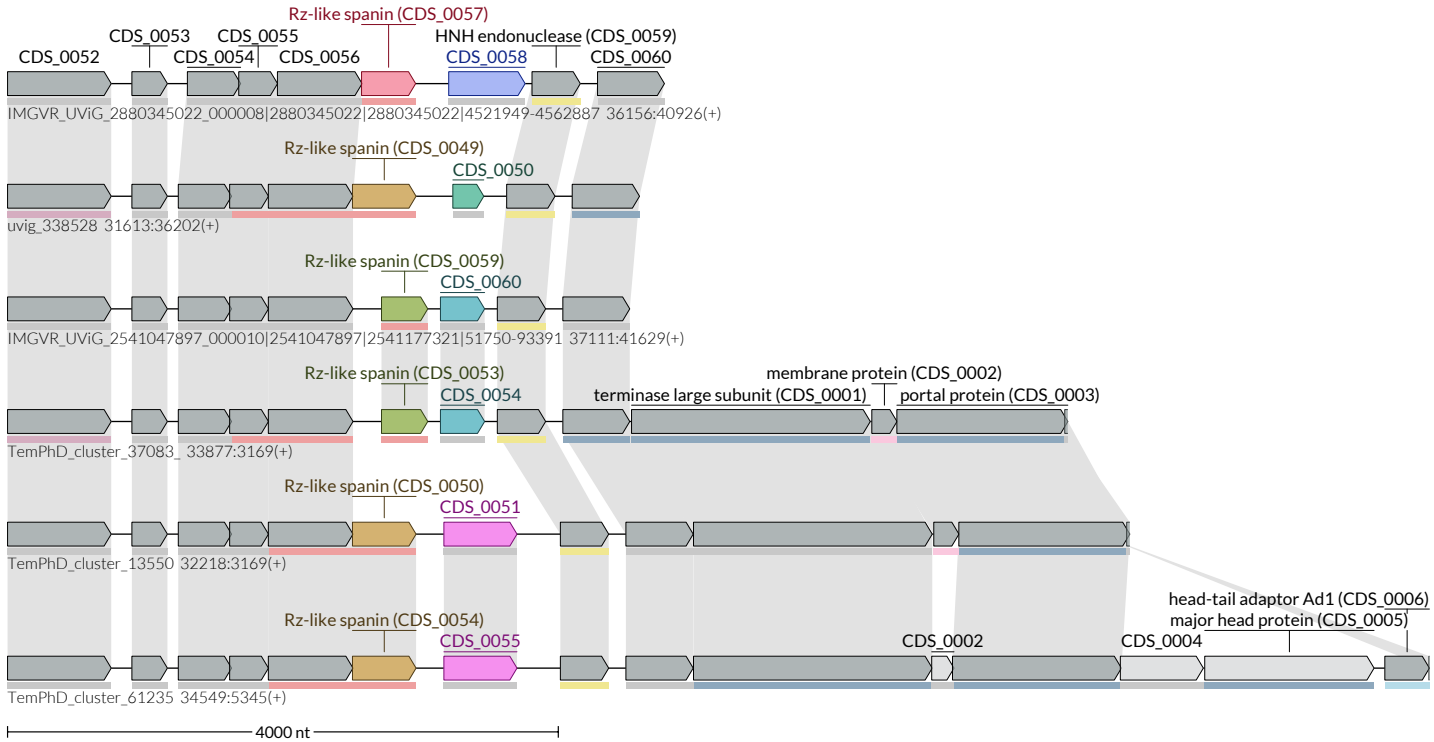 Rz-like spanin (CDS_0057)
CDS_0053 CDS_0055 HNH endonuclease (CDS_0059)
CDS_0052 CDS_0054 CDS_0056 CDS_0058 CDS_0060
IMGVR_UViG_2880345022_000008|2880345022|2880345022|4521949-4562887 36156:40926(+)
Rz-like spanin (CDS_0049)
CDS_0050
uvig_338528 31613:36202(+)
Rz-like spanin (CDS_0059)
CDS_0060
IMGVR_UViG_2541047897_000010|2541047897|2541177321|51750-93391 37111:41629(+)
Rz-like spanin (CDS_0053) membrane protein (CDS_0002)
CDS_0054 terminase large subunit (CDS_0001) portal protein (CDS_0003)
TemPhD_cluster_37083_ 33877:3169(+)
Rz-like spanin (CDS_0050)
CDS_0051
TemPhD_cluster_13550 32218:3169(+)
head-tail adaptor Ad1 (CDS_0006)
Rz-like spanin (CDS_0054) major head protein (CDS_0005)
CDS_0055 CDS_0002 CDS_0004
TemPhD_cluster_61235 34549:5345(+)
4000 nt